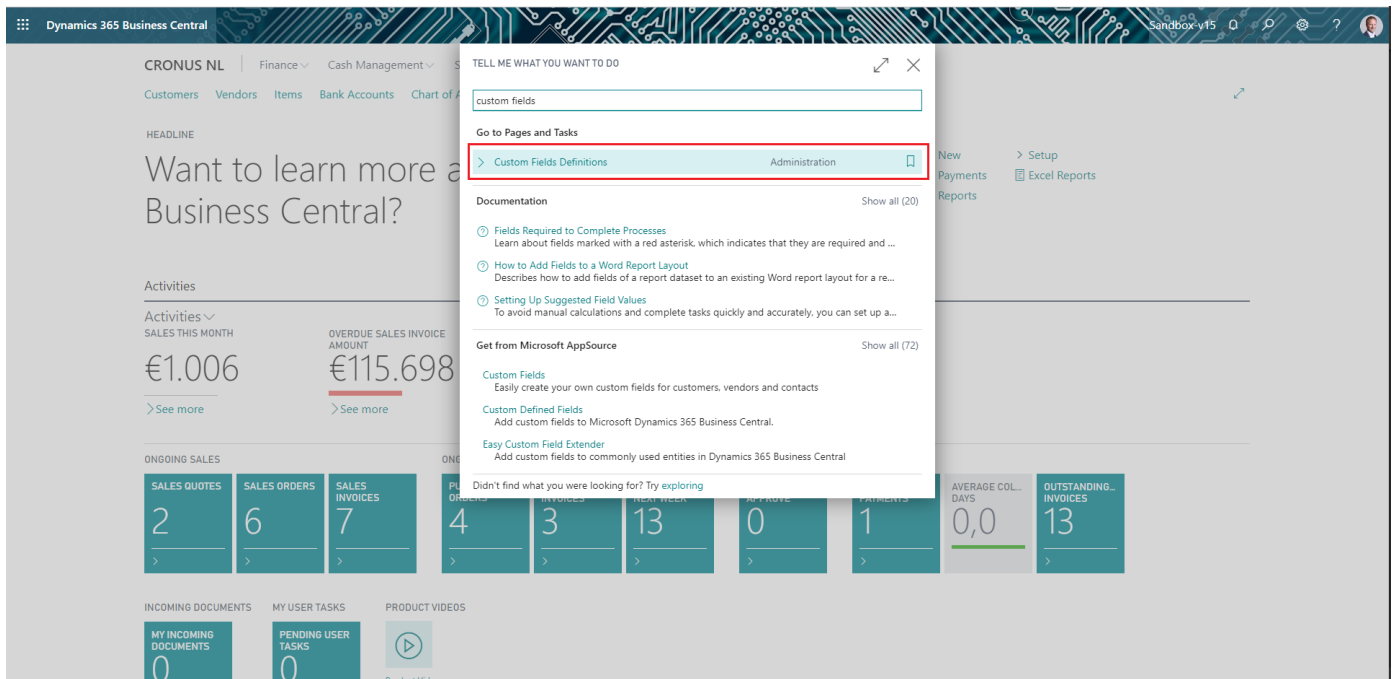 Dynamics 365 Business Central
Sandbox-v15
?
CRONUS NL
Finance
Cash Management
S
Customers
Vendors
Items
Bank Accounts
Chart of A
TELL ME WHAT YOU WANT TO DO
custom fields
Go to Pages and Tasks
Custom Fields Definitions
Administration
Documentation
Show all (20)
Fields Required to Complete Processes
Learn about fields marked with a red asterisk, which indicates that they are required and ...
How to Add Fields to a Word Report Layout
Describes how to add fields of a report dataset to an existing Word report layout for a re...
Setting Up Suggested Field Values
To avoid manual calculations and complete tasks quickly and accurately, you can set up a...
Get from Microsoft AppSource
Show all (72)
Custom Fields
Easily create your own custom fields for customers, vendors and contacts
Custom Defined Fields
Add custom fields to Microsoft Dynamics 365 Business Central.
Easy Custom Field Extender
Add custom fields to commonly used entities in Dynamics 365 Business Central
Didn't find what you were looking for? Try exploring
HEADLINE
Want to learn more a
Business Central?
New
Payments
Reports
> Setup
Excel Reports
Activities
Activities
SALES THIS MONTH
€1.006
>See more
OVERDUE SALES INVOICE
AMOUNT
€115.698
>See more
ONGOING SALES
ONG
SALES QUOTES
2
>
SALES ORDERS
6
>
SALES
INVOICES
7
>
PU
ORDERS
4
>
INVOICES
3
>
NEXT WEEK
13
>
APPROVE
0
>
PAYMENTS
1
>
AVERAGE COL...
DAYS
0,0
OUTSTANDING...
INVOICES
13
>
INCOMING DOCUMENTS
MY USER TASKS
PRODUCT VIDEOS
MY INCOMING
DOCUMENTS
0
PENDING USER
TASKS
0